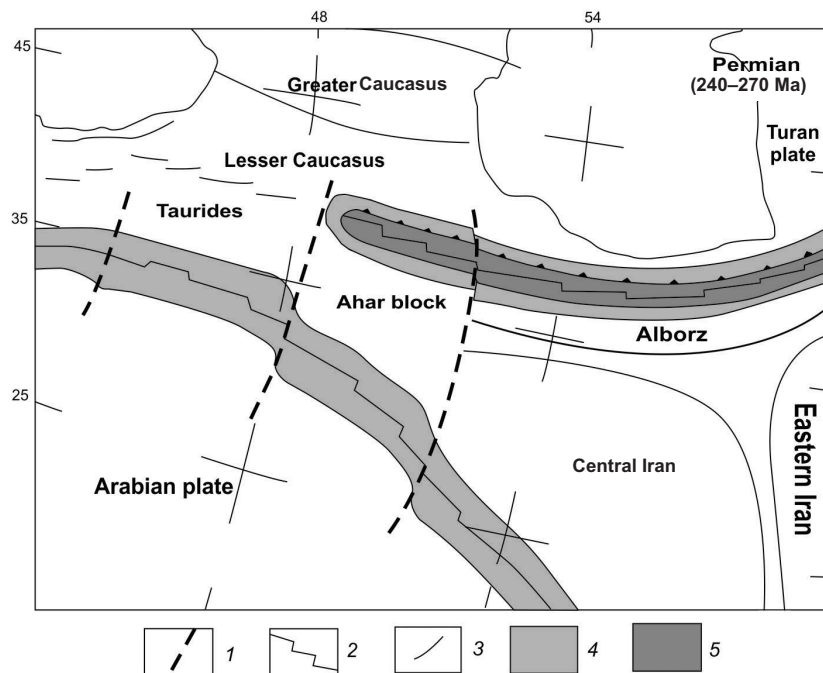 48
54
45
Permian
(240–270 Ma)
Greater Caucasus
Turan
plate
Lesser Caucasus
35
Taurides
Ahar block
Alborz
25
Eastern Iran
Central Iran
Arabian plate
1
2
3
4
5